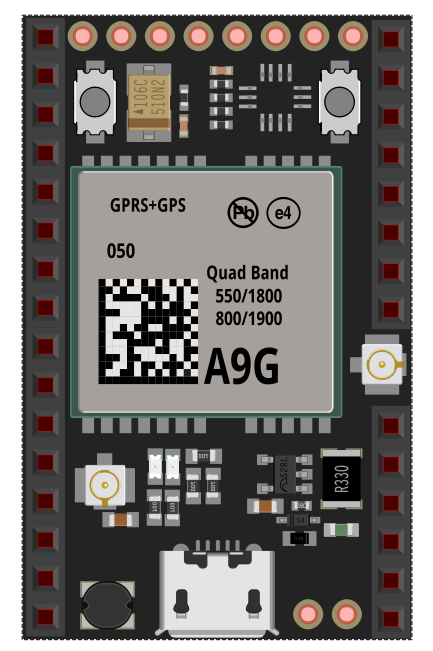 106C
510N2
GPRS+GPS
Pb
e4
050
Quad Band
550/1800
800/1900
A9G
R330